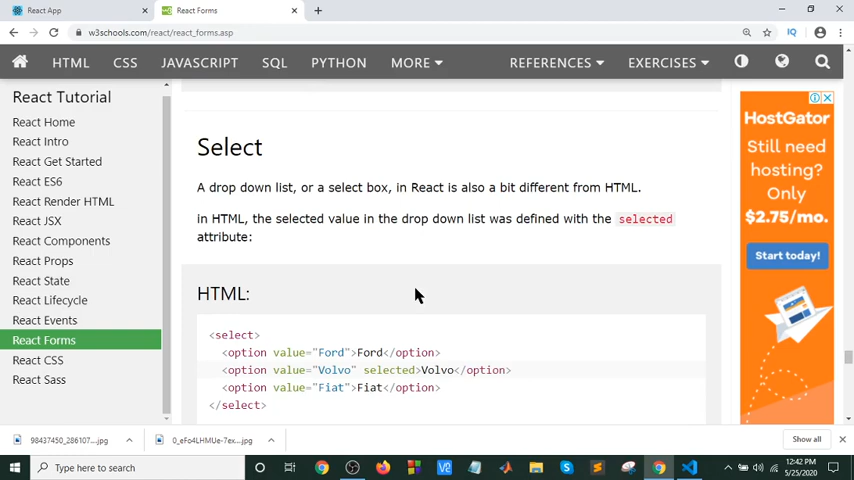 React App
React Forms
w3schools.com/react/react_forms.asp
IQ
HTML CSS JAVASCRIPT SQL PYTHON MORE REFERENCES EXERCISES
React Tutorial
React Home
React Intro
React Get Started
React ES6
React Render HTML
React JSX
React Components
React Props
React State
React Lifecycle
React Events
React Forms
React CSS
React Sass
Select
A drop down list, or a select box, in React is also a bit different from HTML.
in HTML, the selected value in the drop down list was defined with the selected
attribute:
HTML:
<select>
<option value="Ford">Ford</option>
<option value="Volvo" selected>Volvo</option>
<option value="Fiat">Fiat</option>
</select>
HostGator
Still need
hosting?
Only
$2.75/mo.
Start today!
98437450_286107....jpg
0_eFo4LHMUe-7ex....jpg
Show all
Type here to search
12:42 PM
5/25/2020